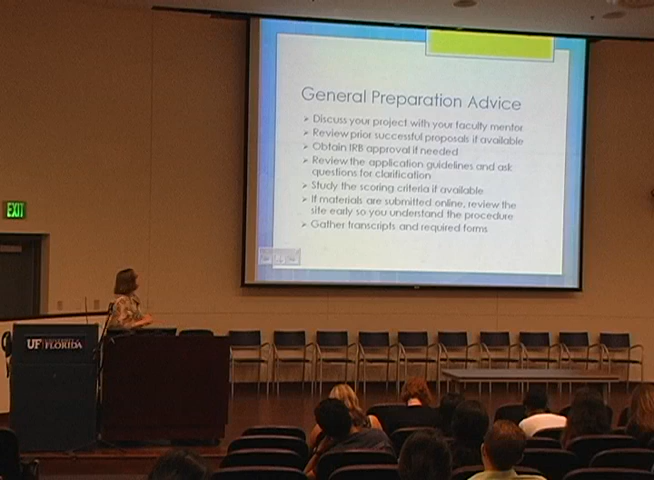 General Preparation Advice
➢ Discuss your project with your faculty mentor
➢ Review prior successful proposals if available
➢ Obtain IRB approval if needed
➢ Review the application guidelines and ask
questions for clarification
➢ Study the scoring criteria if available
➢ If materials are submitted online, review the
site early so you understand the procedure
➢ Gather transcripts and required forms
EXIT
UF FLORIDA